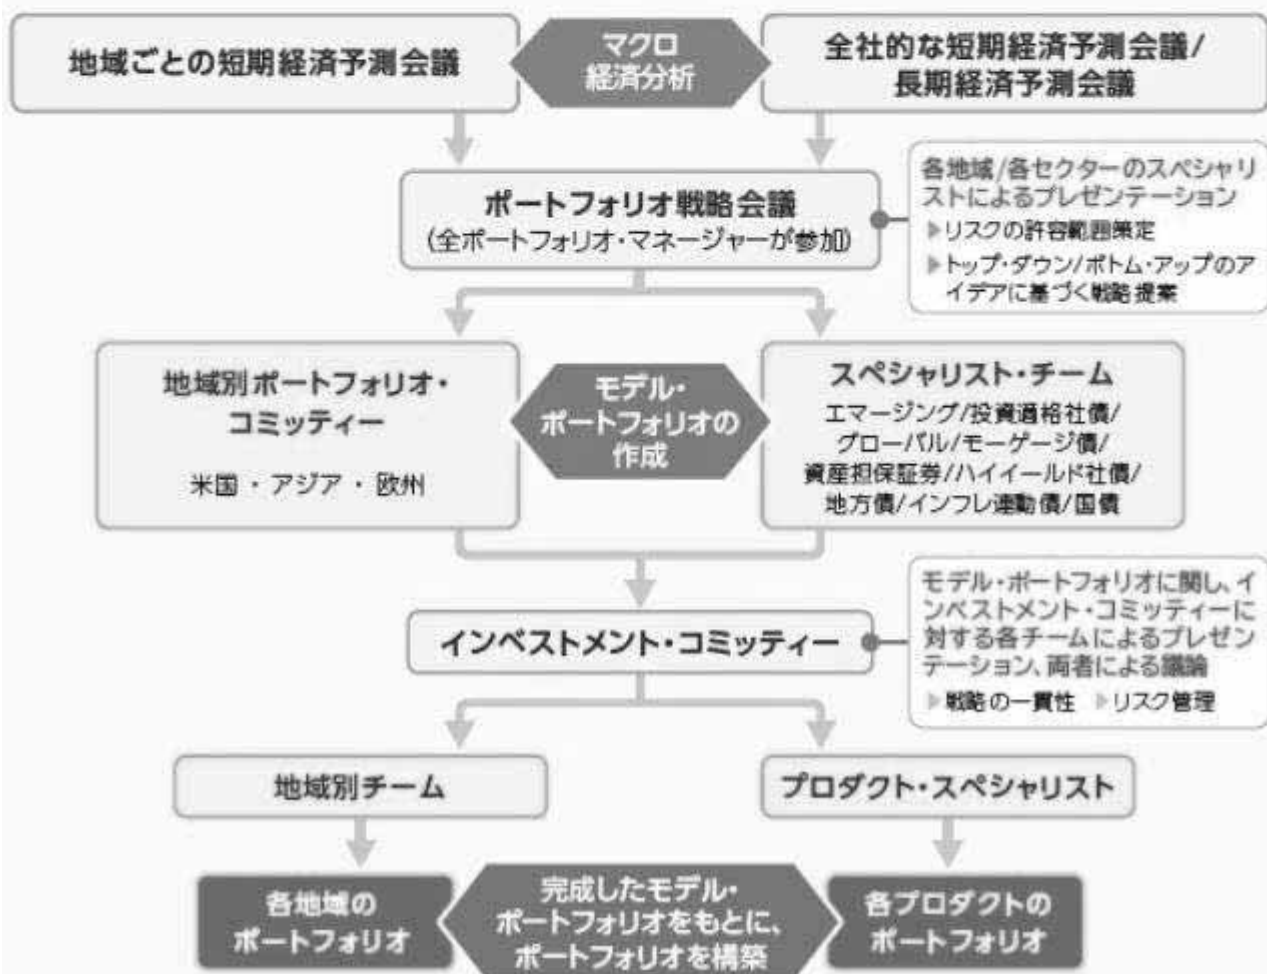 地域ごとの短期経済予測会議
マクロ
経済分析
全社的な短期経済予測会議/
長期経済予測会議
ポートフォリオ戦略会議
(全ポートフォリオ・マネージャーが参加)
各地域/各セクターのスペシャリ
ストによるプレゼンテーション
▶リスクの許容範囲策定
▶トップ・ダウン/ボトム・アップのア
イデアに基づく戦略提案
地域別ポートフォリオ・
コミッティー
米国・アジア・欧州
モデル・
ポートフォリオの
作成
スペシャリスト・チーム
エマージング/投資適格社債/
グローバル/モーゲージ債/
資産担保証券/ハイイールド社債/
地方債/インフレ連動債/国債
インベストメント・コミッティー
モデル・ポートフォリオに関し、イ
ンベストメント・コミッティーに
対する各チームによるプレゼン
テーション、両者による議論
▶戦略の一貫性 ▶リスク管理
地域別チーム
プロダクト・スペシャリスト
各地域の
ポートフォリオ
完成したモデル・
ポートフォリオをもとに、
ポートフォリオを構築
各プロダクトの
ポートフォリオ